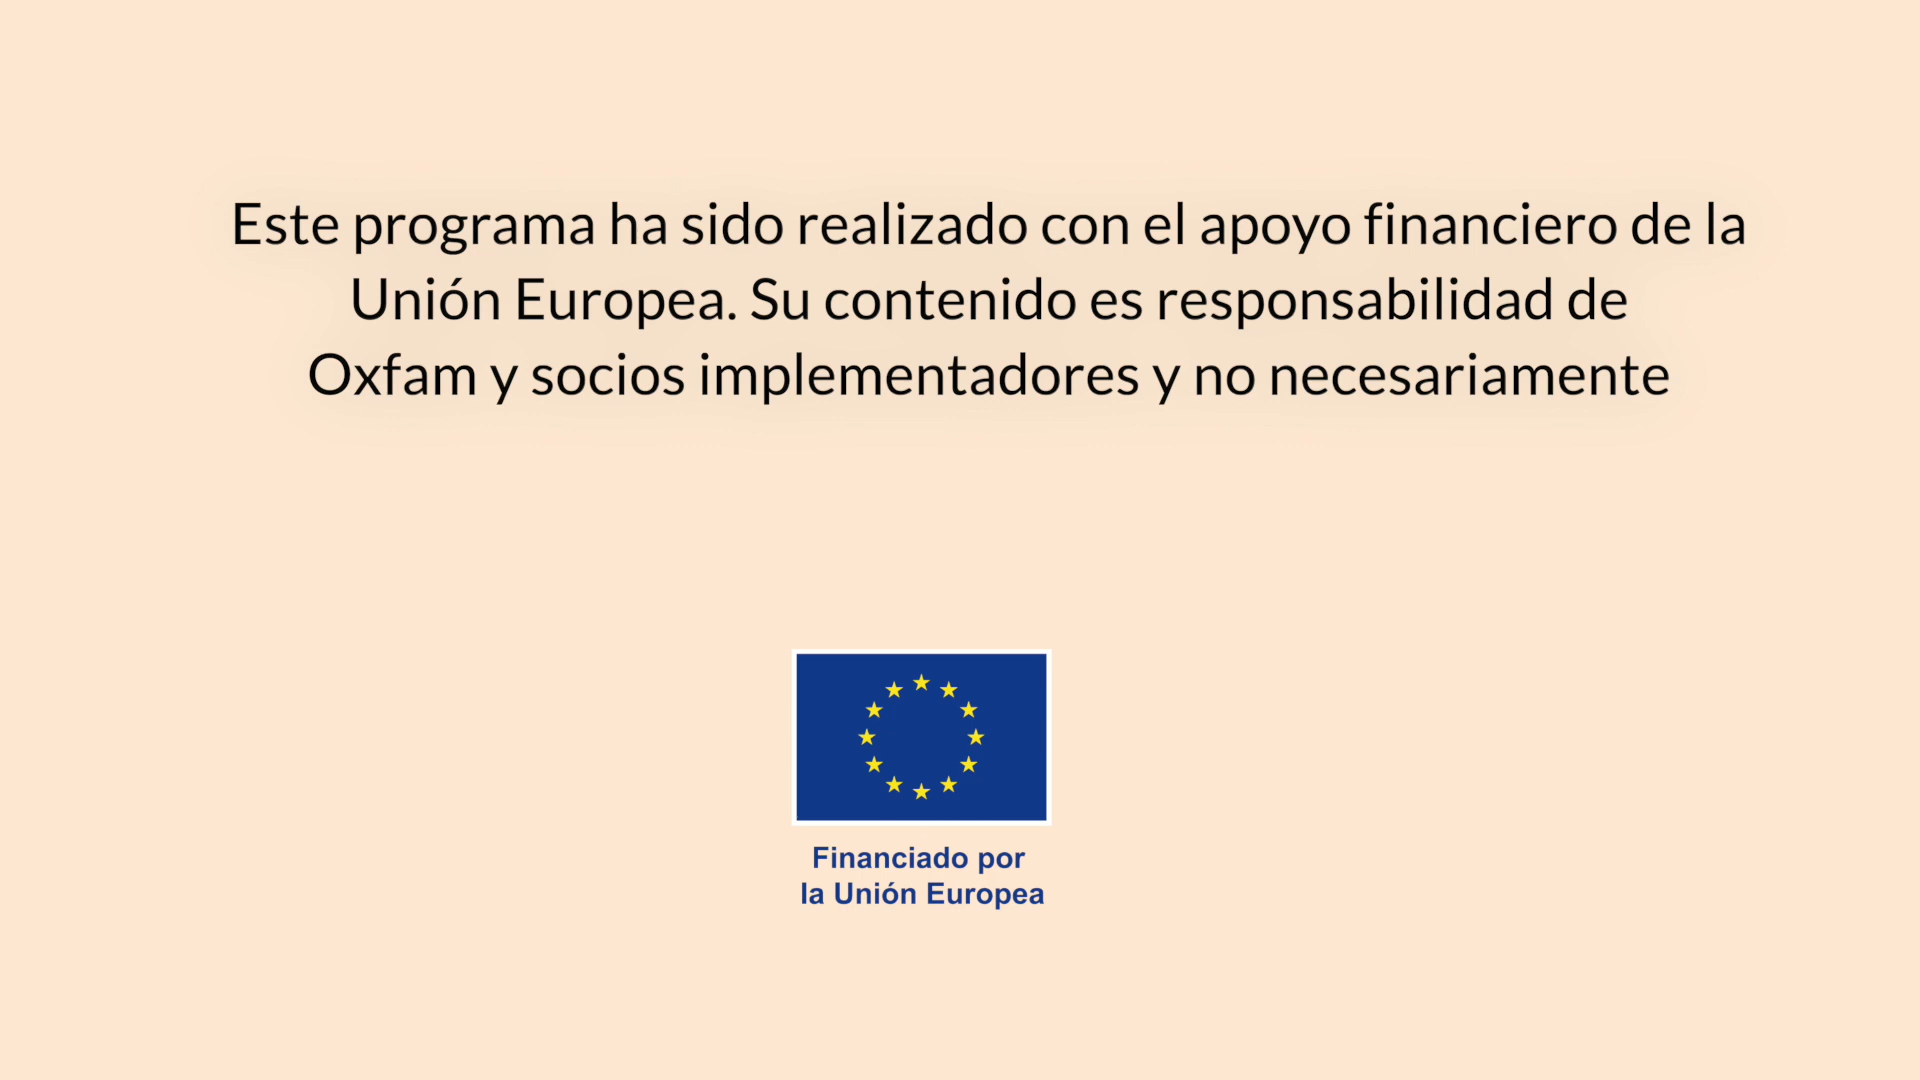 Este programa ha sido realizado con el apoyo financiero de la
Unión Europea. Su contenido es responsabilidad de
Oxfam y socios implementadores y no necesariamente
Financiado por
la Unión Europea